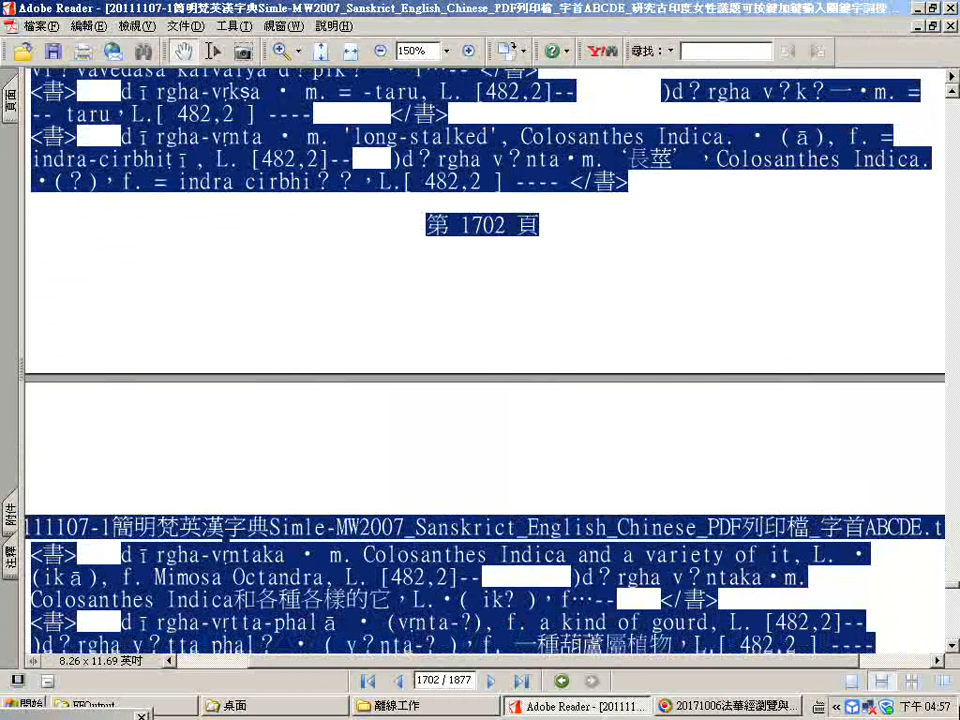 Adobe Reader - [20111107-1簡明梵英漢字典Simle-MW2007_Sanskrict_English_Chinese_PDF列印檔_字首ABCDE_研究古印度女性議題可按鍵加鍵輸入關鍵字詞搜
檔案(F) 編輯(E) 檢視(V) 文件(D) 工具(T) 視窗(W) 說明(H)
150% 尋找:
頁面
vi?vavedasa kaivalya d?pik? · f…-- </書>
<書> dīrgha-vṛkṣa · m. = -taru, L. [482,2]-- )d?rgha v?k?一·m. =
-- taru,L.[ 482,2 ] ---- </書>
<書> dīrgha-vṛnta · m. 'long-stalked', Colosanthes Indica. · (ā), f. =
indra-cirbhiṭī, L. [482,2]-- )d?rgha v?nta·m. ‘長莖’,Colosanthes Indica.
·(?),f. = indra cirbhi??,L.[ 482,2 ] ---- </書>
第 1702 頁
附件
注釋
111107-1簡明梵英漢字典Simle-MW2007_Sanskrict_English_Chinese_PDF列印檔_字首ABCDE.t
<書> dīrgha-vṛntaka · m. Colosanthes Indica and a variety of it, L. ·
(ikā), f. Mimosa Octandra, L. [482,2]-- )d?rgha v?ntaka·m.
Colosanthes Indica和各種各樣的它,L.·( ik? ),f…-- </書>
<書> dīrgha-vṛtta-phalā · (vṛnta-?), f. a kind of gourd, L. [482,2]--
)d?rgha v?tta phal?·( v?nta-? ),f. 一種葫蘆屬植物,L.[ 482,2 ] ----
8.26 x 11.69 英吋
1702 / 1877
開始 FFOutput 桌面 離線工作 Adobe Reader - [201111... 20171006法華經瀏覽與... 下午 04:57